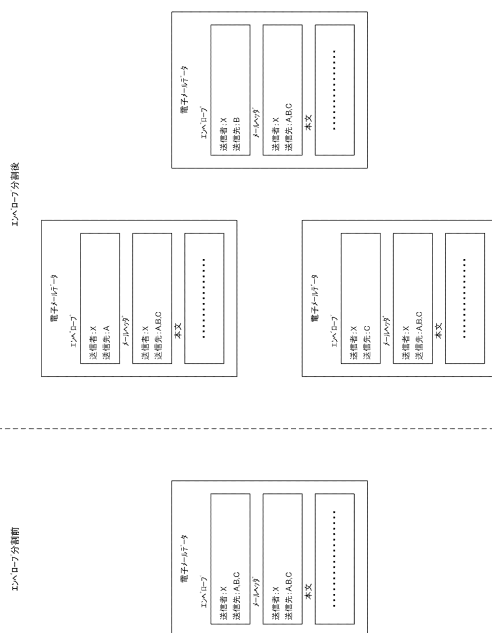 ｴﾝﾍﾞﾛｰﾌﾟ分割前
電子ﾒｰﾙﾃﾞｰﾀ
ｴﾝﾍﾞﾛｰﾌﾟ
送信者:X
送信先:A,B,C
ﾒｰﾙﾍｯﾀﾞ
送信者:X
送信先:A,B,C
本文
・・・・・・・・・・・・・・・
ｴﾝﾍﾞﾛｰﾌﾟ分割後
電子ﾒｰﾙﾃﾞｰﾀ
ｴﾝﾍﾞﾛｰﾌﾟ
送信者:X
送信先:A
ﾒｰﾙﾍｯﾀﾞ
送信者:X
送信先:A,B,C
本文
・・・・・・・・・・・・・・・
電子ﾒｰﾙﾃﾞｰﾀ
ｴﾝﾍﾞﾛｰﾌﾟ
送信者:X
送信先:B
ﾒｰﾙﾍｯﾀﾞ
送信者:X
送信先:A,B,C
本文
・・・・・・・・・・・・・・・
電子ﾒｰﾙﾃﾞｰﾀ
ｴﾝﾍﾞﾛｰﾌﾟ
送信者:X
送信先:C
ﾒｰﾙﾍｯﾀﾞ
送信者:X
送信先:A,B,C
本文
・・・・・・・・・・・・・・・